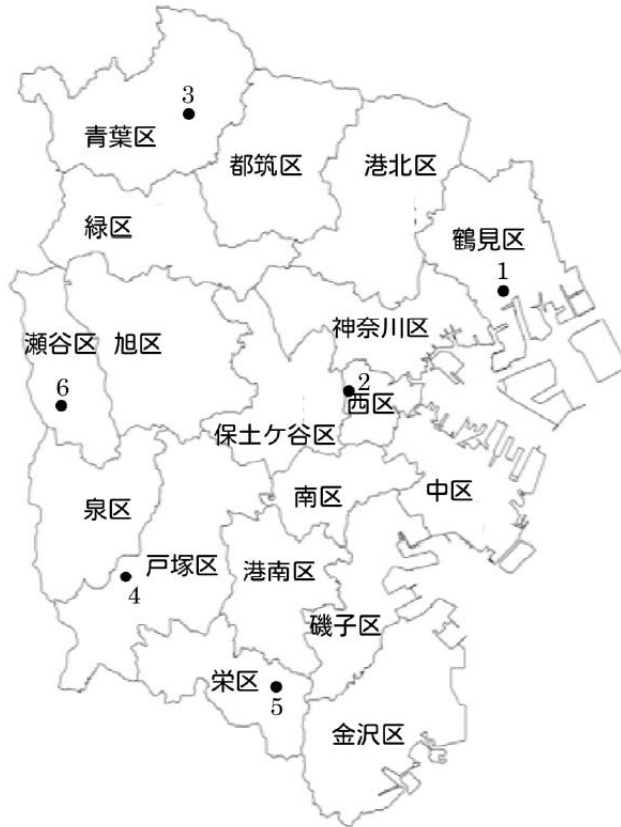 3
青葉区
都筑区
港北区
緑区
鶴見区
1
瀬谷区
旭区
神奈川区
6
2
西区
保土ケ谷区
泉区
南区
中区
戸塚区
港南区
4
磯子区
栄区
5
金沢区